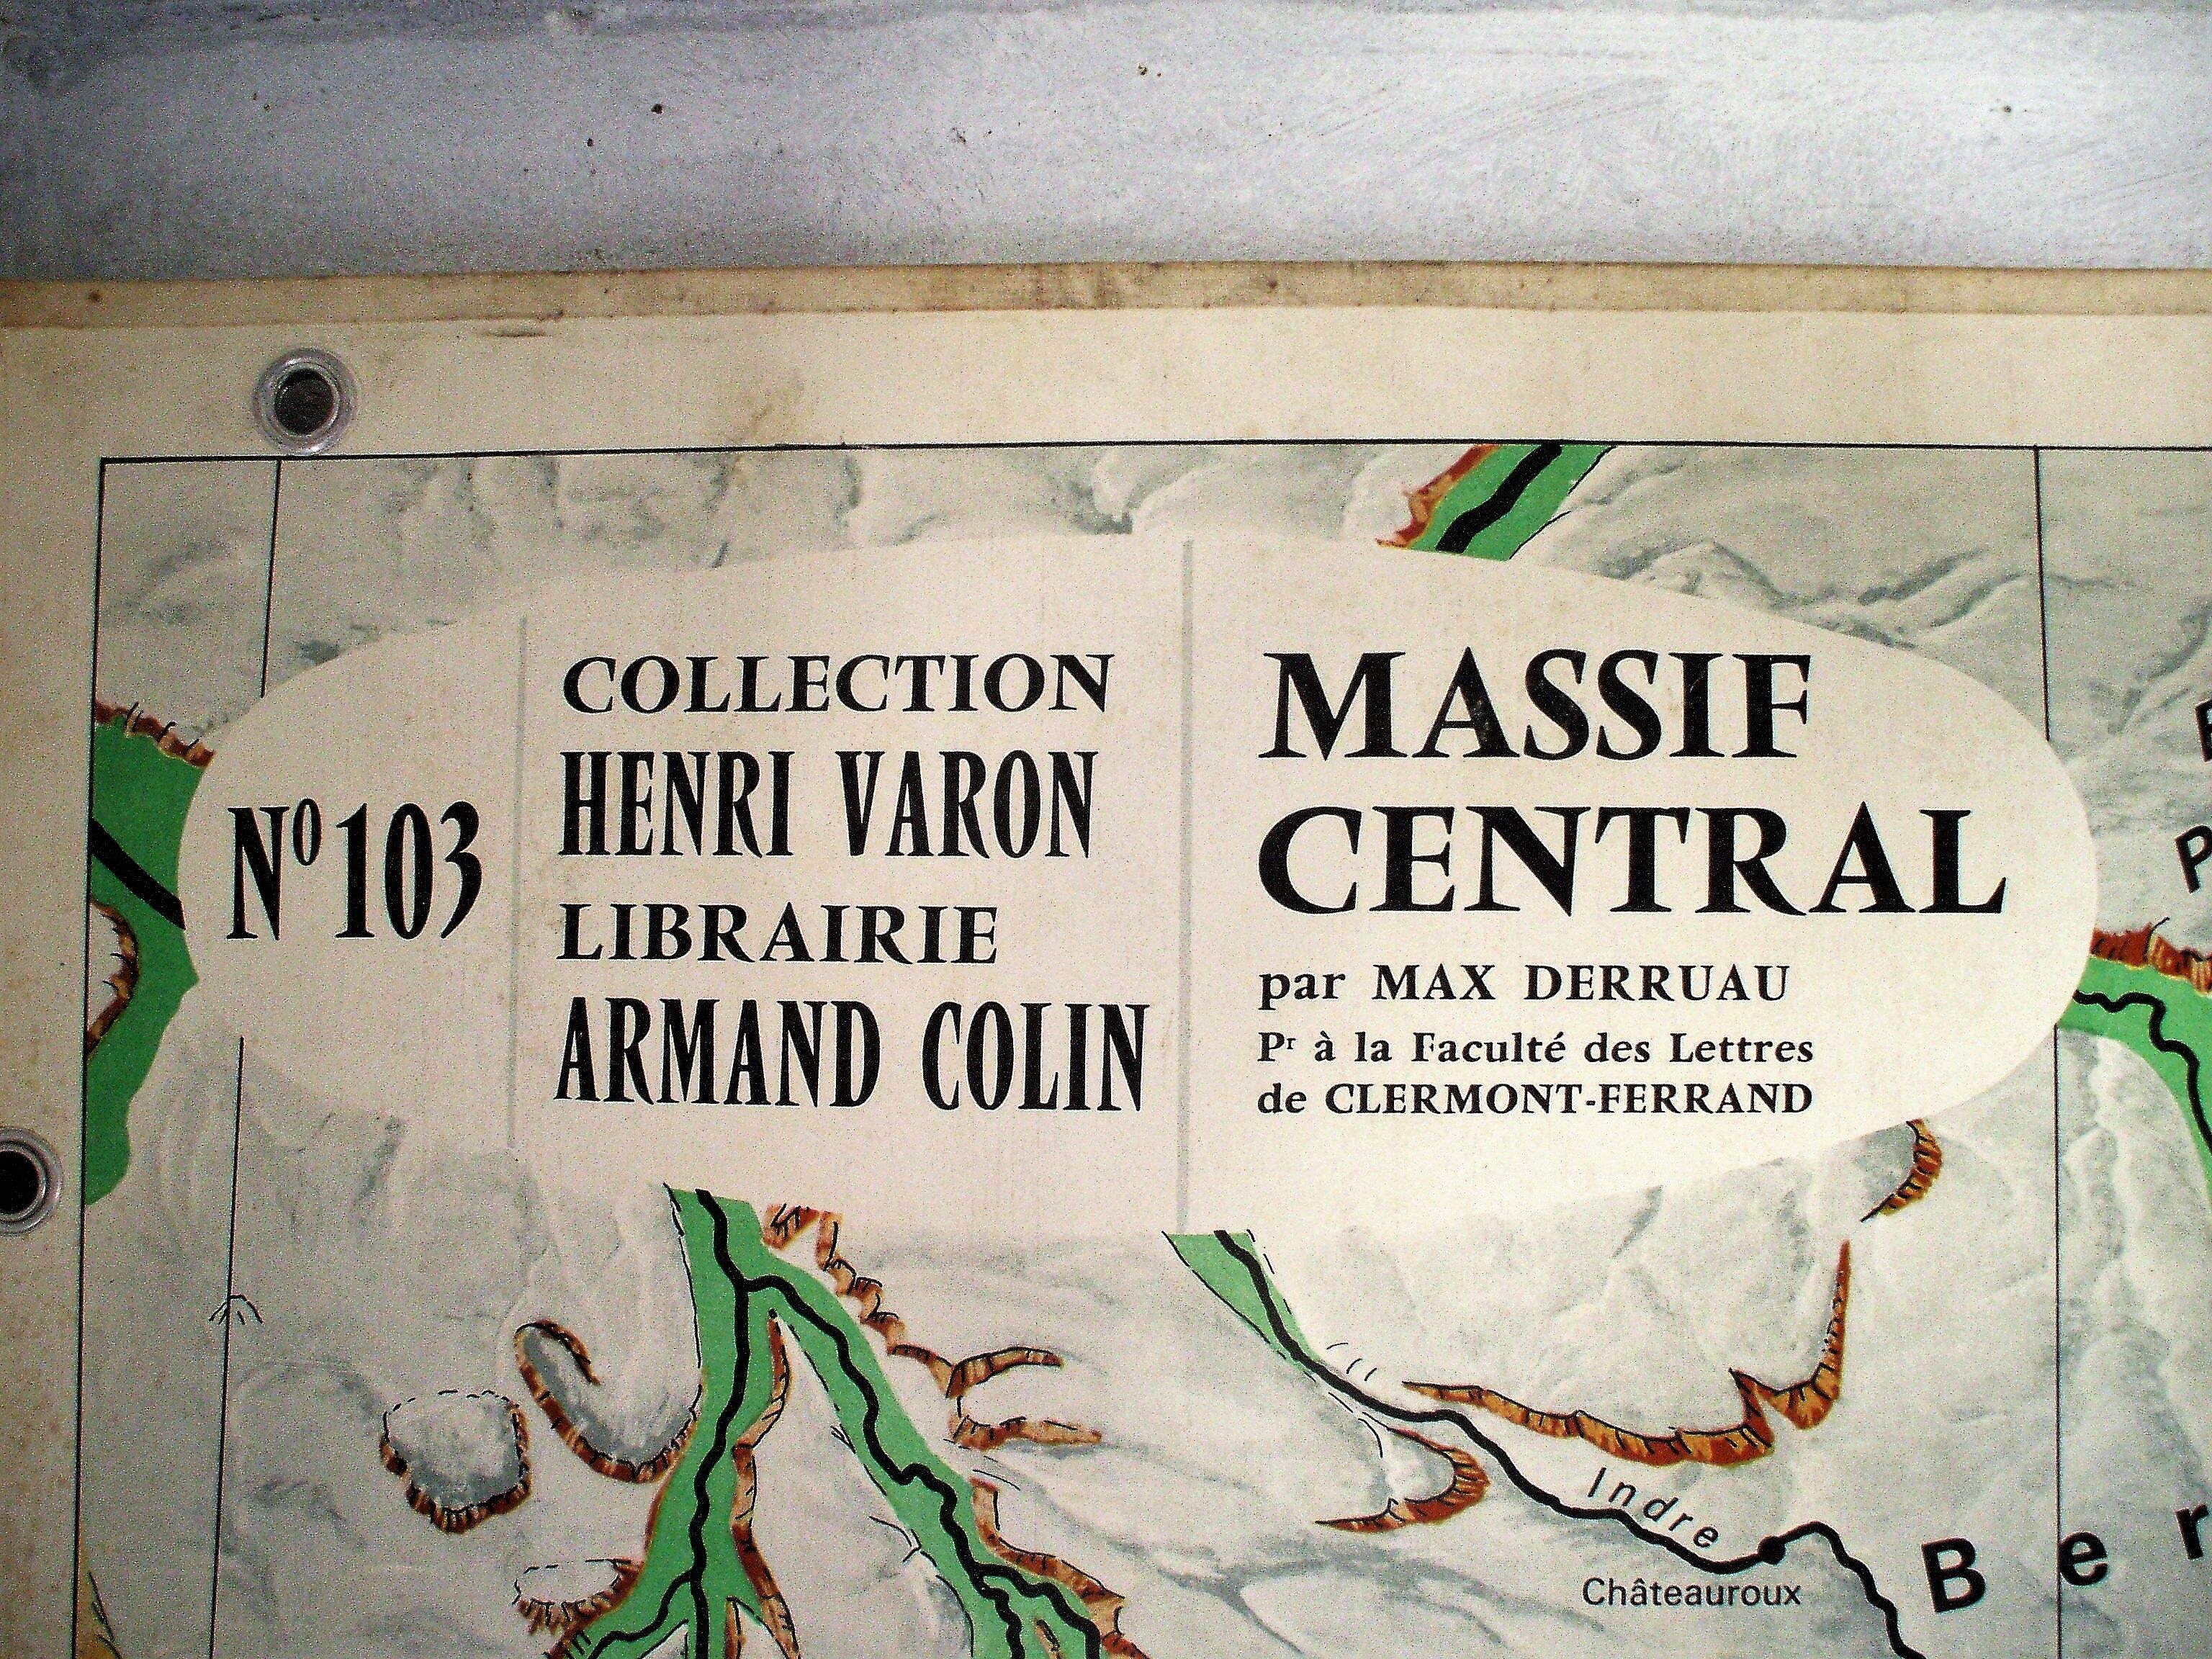 N° 103
COLLECTION
HENRI VARON
LIBRAIRIE
ARMAND COLIN
MASSIF
CENTRAL
par MAX DERRUAU
Pr à la Faculté des Lettres
de CLERMONT-FERRAND
Indre
Châteauroux
Ber